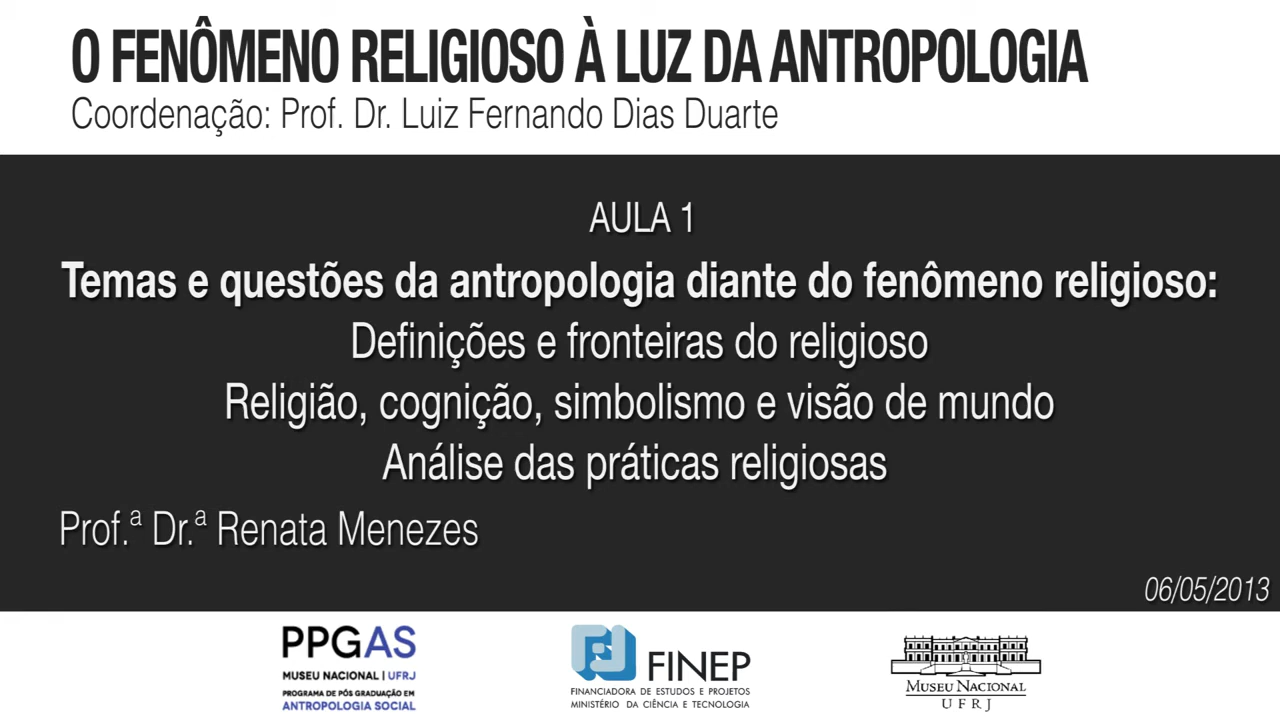 O FENÔMENO RELIGIOSO À LUZ DA ANTROPOLOGIA
Coordenação: Prof. Dr. Luiz Fernando Dias Duarte
AULA 1
Temas e questões da antropologia diante do fenômeno religioso:
Definições e fronteiras do religioso
Religião, cognição, simbolismo e visão de mundo
Análise das práticas religiosas
Prof.ª Dr.ª Renata Menezes
06/05/2013
PPGAS
MUSEU NACIONAL | UFRJ
PROGRAMA DE PÓS GRADUAÇÃO EM
ANTROPOLOGIA SOCIAL
FINEP
FINANCIADORA DE ESTUDOS E PROJETOS
MINISTÉRIO DA CIÊNCIA E TECNOLOGIA
MUSEU NACIONAL
UFRJ